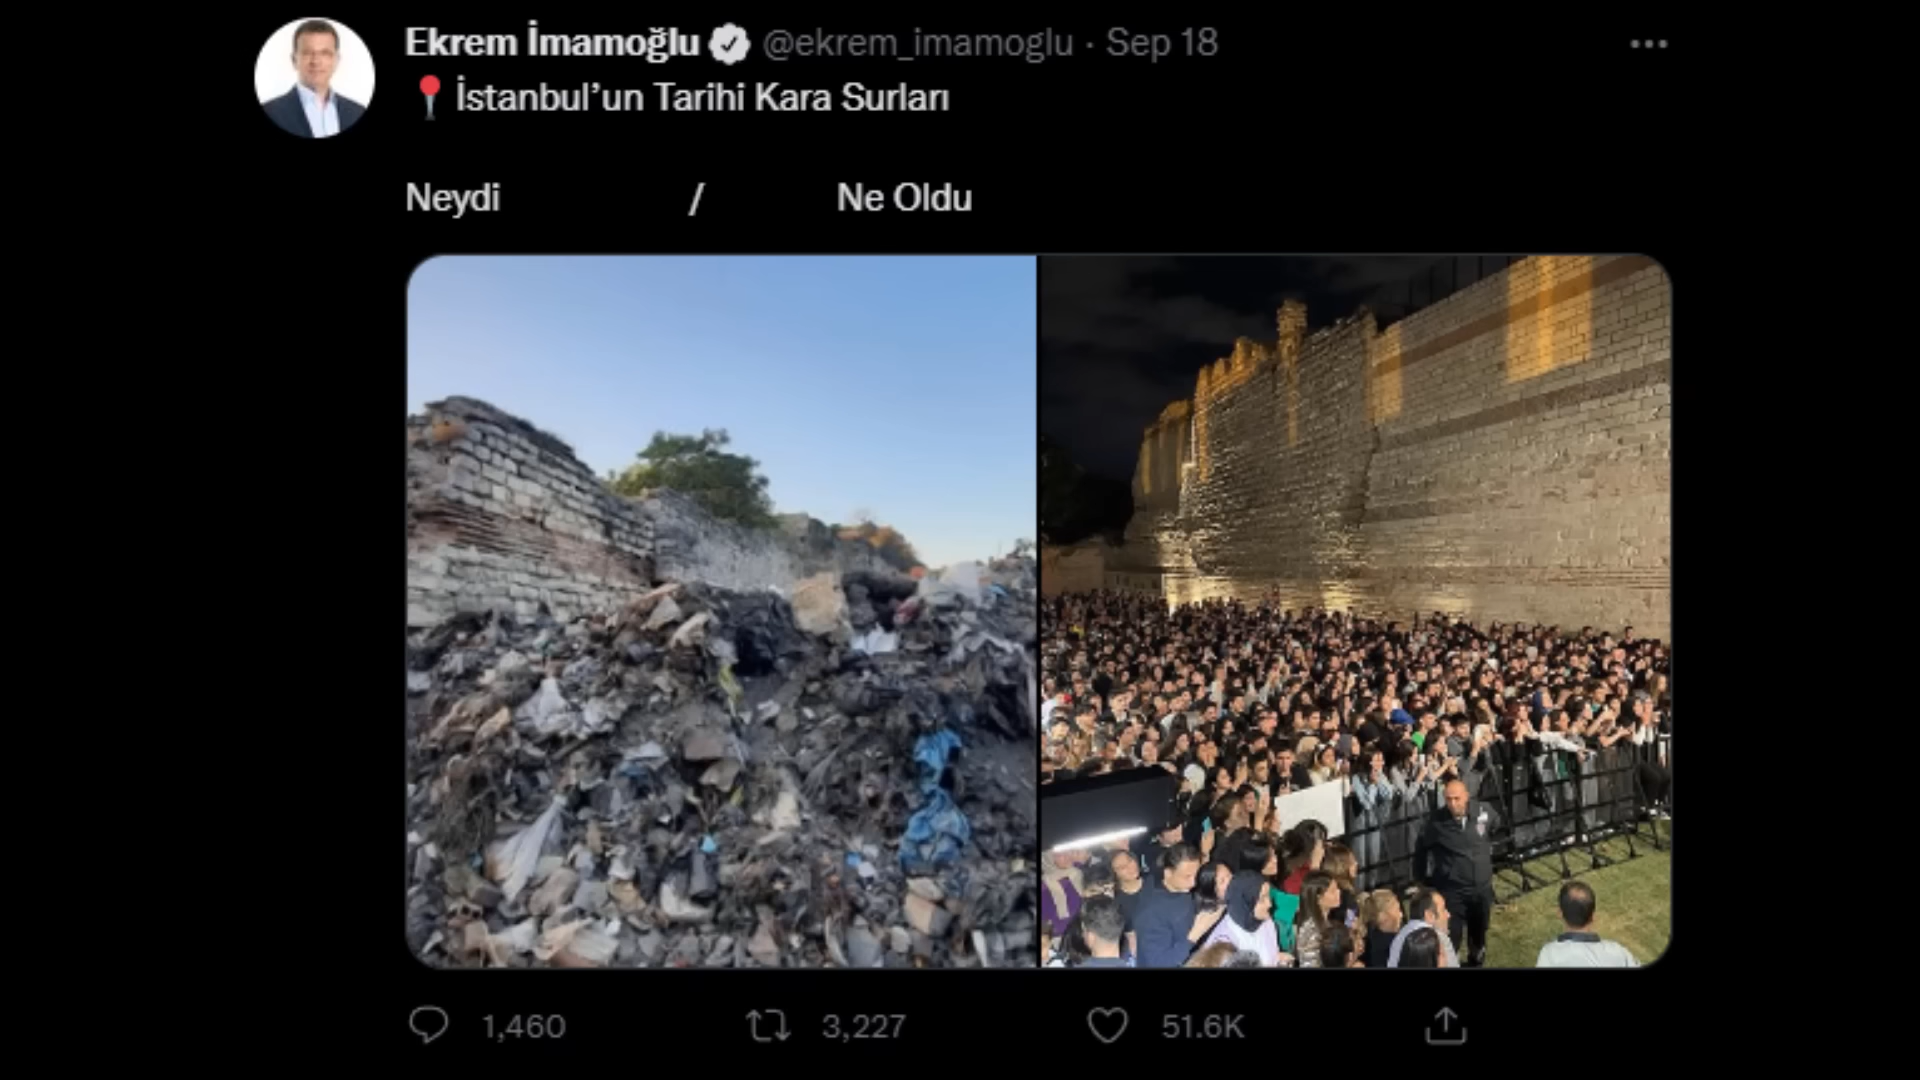 Ekrem İmamoğlu @ekrem_imamoglu · Sep 18
İstanbul’un Tarihi Kara Surları
Neydi / Ne Oldu
1,460 3,227 51.6K